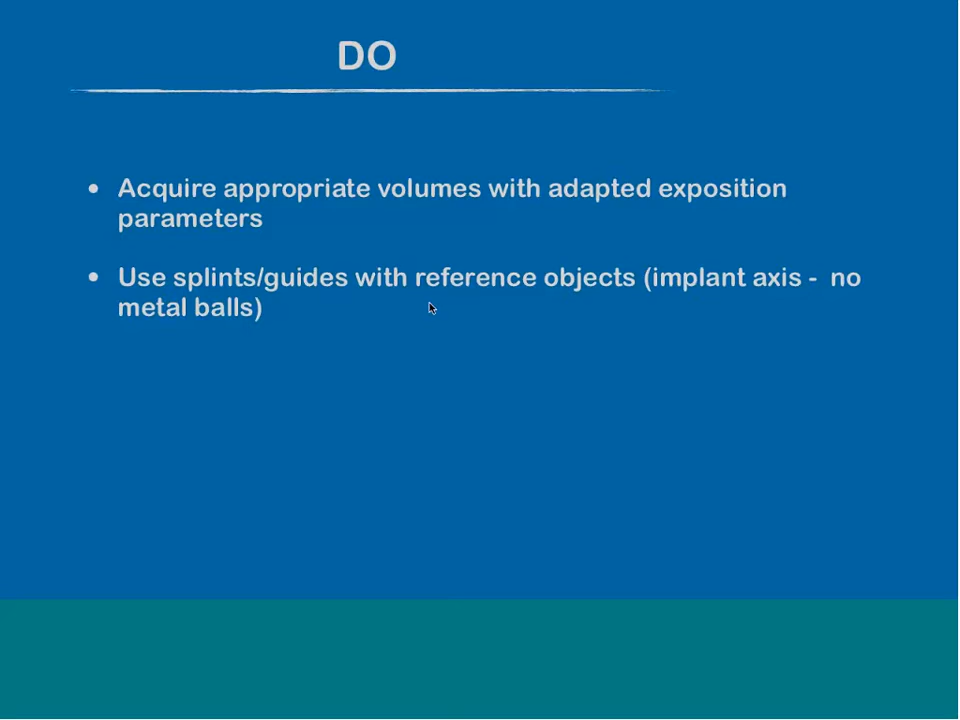 DO
• Acquire appropriate volumes with adapted exposition
parameters
• Use splints/guides with reference objects (implant axis -  no
metal balls)